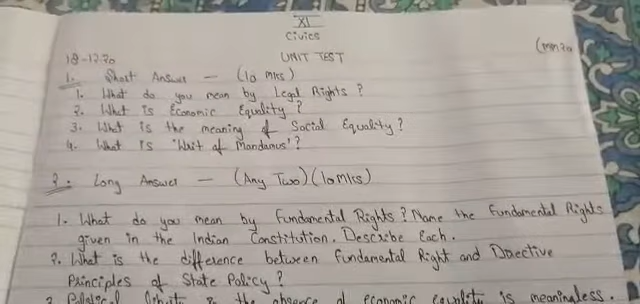 XI
Civics
18-12-20 UNIT TEST
1. Short Answer — (10 mks)
1. What do you mean by Legal Rights?
2. What is Economic Equality?
3. What is the meaning of Social Equality?
4. What is 'Writ of Mandamus'?
2. Long Answer — (Any Two) (10 Mks)
1. What do you mean by Fundamental Rights? Name the Fundamental Rights
given in the Indian Constitution. Describe Each.
2. What is the difference between Fundamental Right and Directive
Principles of State Policy?
3. Political in the absence of economic equality is meaningless.